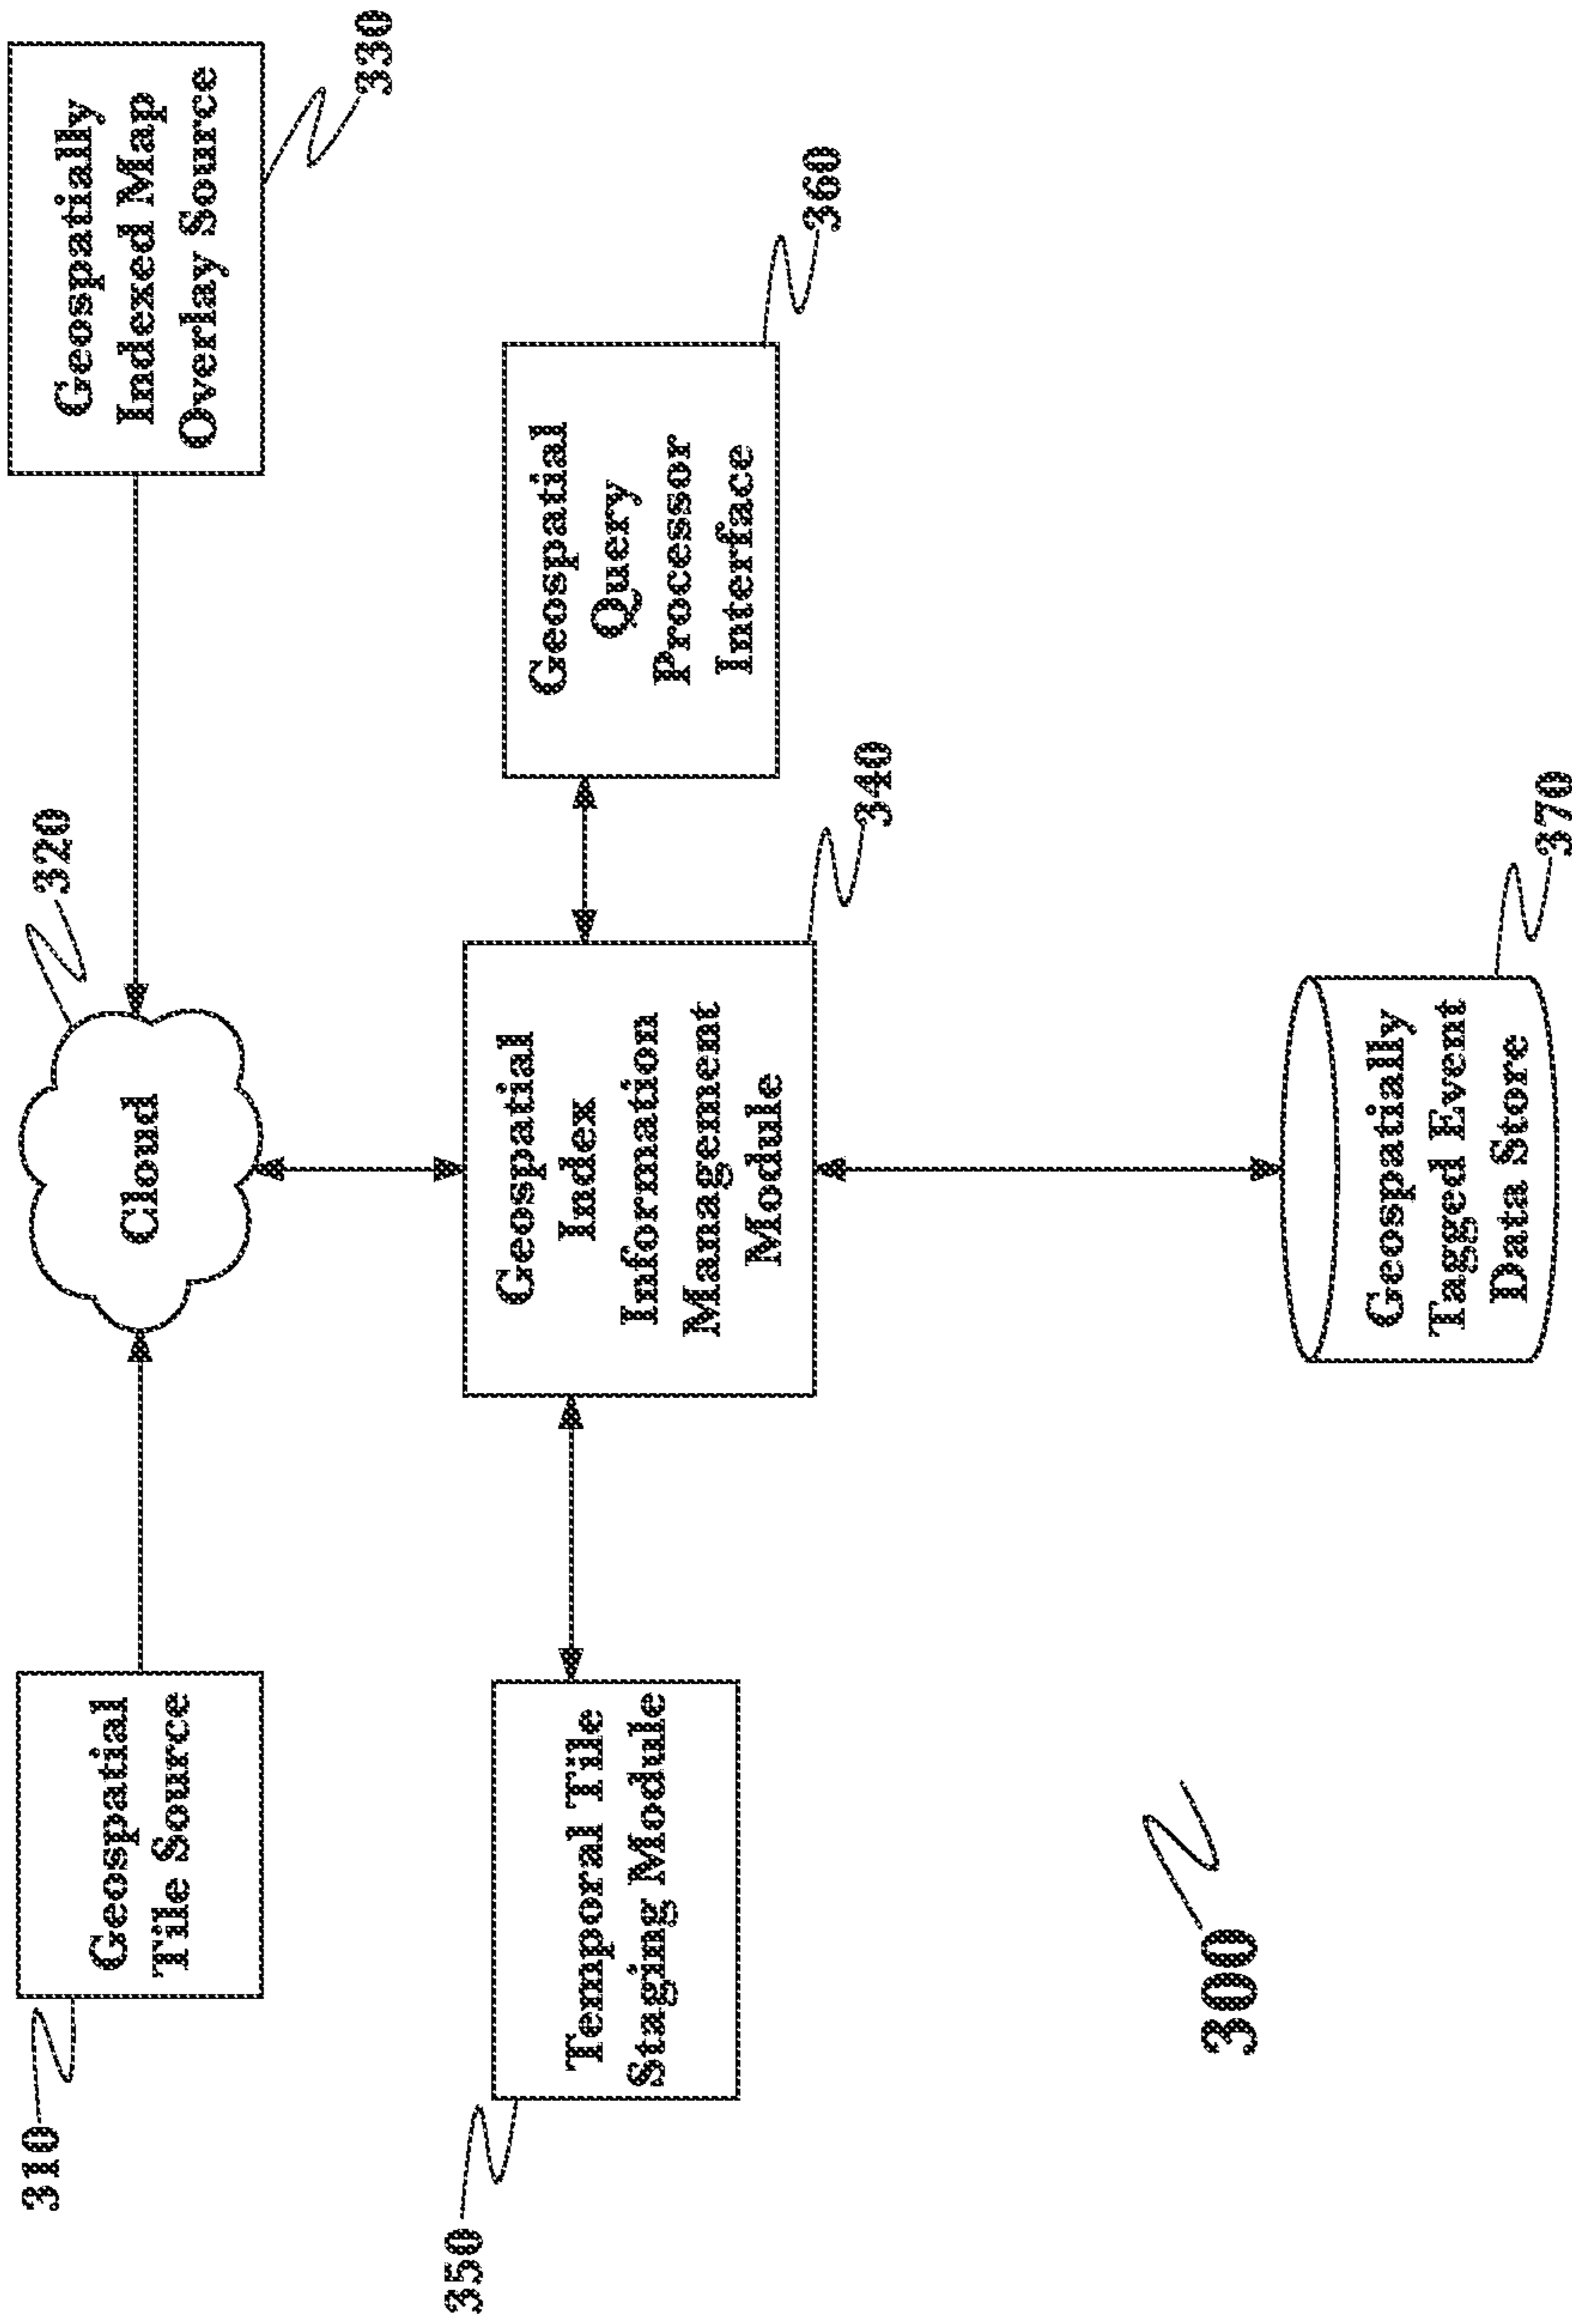 310
Geospatial
Tile Source
320
Cloud
Geospatially
Indexed Map
Overlay Source
330
350
Temporal Tile
Staging Module
Geospatial
Index
Information
Management
Module
340
Geospatial
Query
Processor
Interface
360
300
Geospatially
Tagged Event
Data Store
370